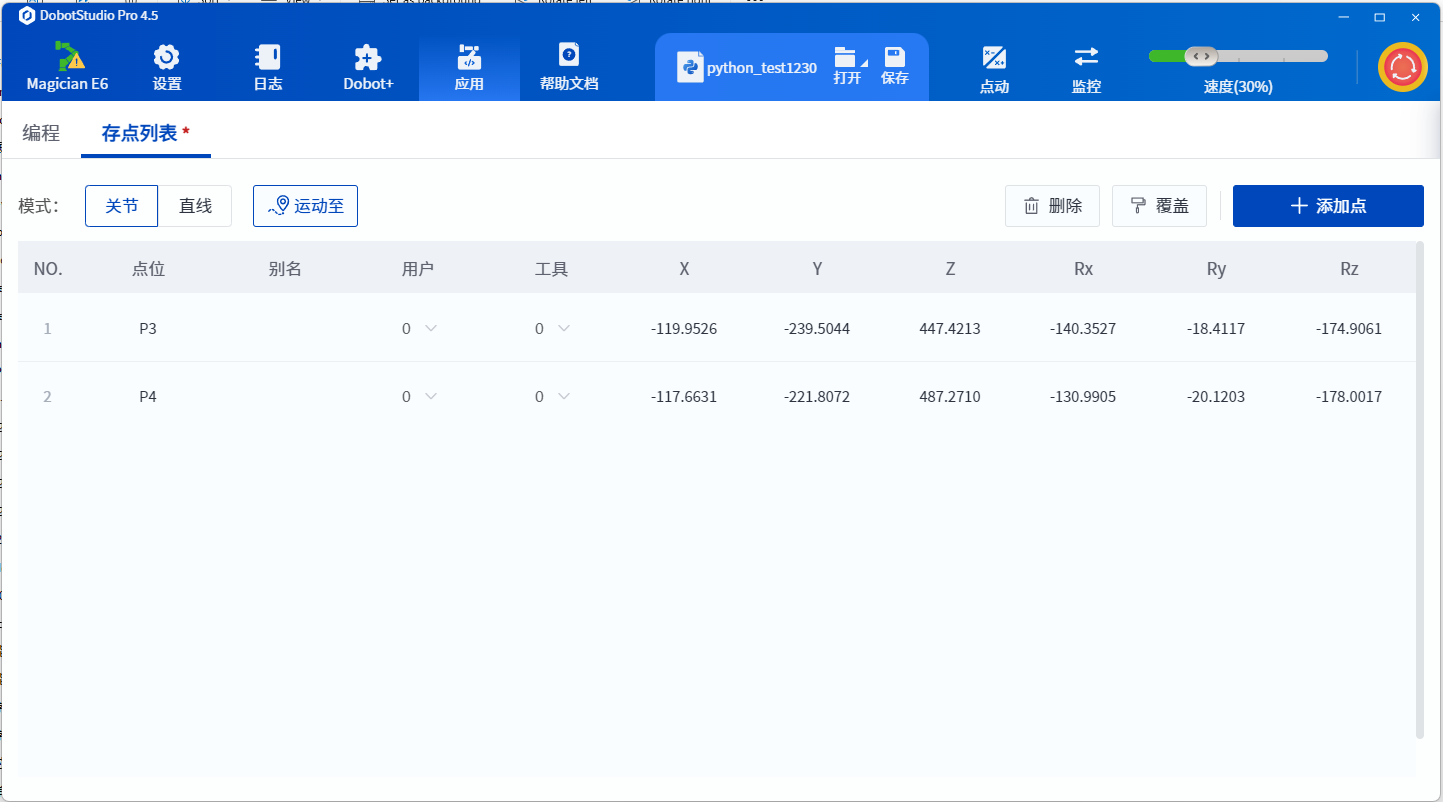 DobotStudio Pro 4.5
Magician E6 设置 日志 Dobot+ 应用 帮助文档 python_test1230 打开 保存 点动 监控 速度(30%)
编程 存点列表 *
模式： 关节 直线 运动至 删除 覆盖 添加点
NO. 点位 别名 用户 工具 X Y Z Rx Ry Rz
1 P3 0 0 -119.9526 -239.5044 447.4213 -140.3527 -18.4117 -174.9061
2 P4 0 0 -117.6631 -221.8072 487.2710 -130.9905 -20.1203 -178.0017